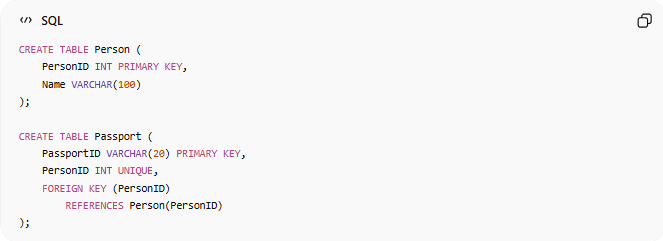 </> SQL
CREATE TABLE Person (
    PersonID INT PRIMARY KEY,
    Name VARCHAR(100)
);

CREATE TABLE Passport (
    PassportID VARCHAR(20) PRIMARY KEY,
    PersonID INT UNIQUE,
    FOREIGN KEY (PersonID)
        REFERENCES Person(PersonID)
);